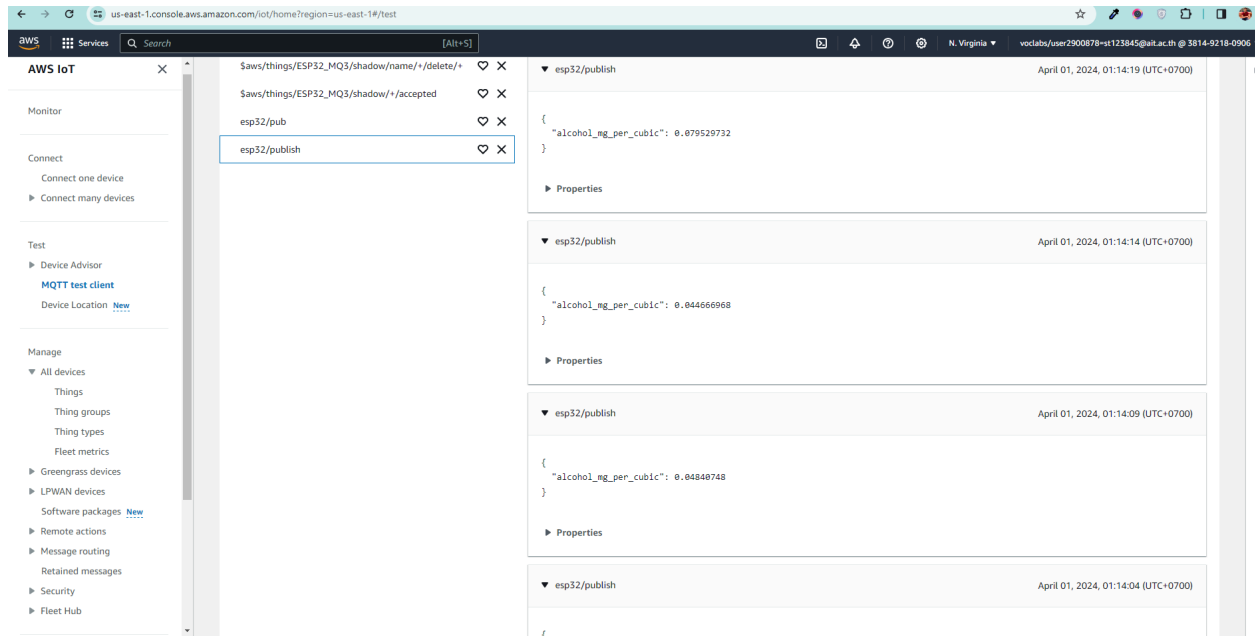 us-east-1.console.aws.amazon.com/iot/home?region=us-east-1#/test
aws Services Search [Alt+S] N. Virginia voclabs/user2900878=st123845@ait.ac.th @ 3814-9218-0906
AWS IoT
Monitor
Connect
Connect one device
Connect many devices
Test
Device Advisor
MQTT test client
Device Location New
Manage
All devices
Things
Thing groups
Thing types
Fleet metrics
Greengrass devices
LPWAN devices
Software packages New
Remote actions
Message routing
Retained messages
Security
Fleet Hub
$aws/things/ESP32_MQ3/shadow/name/+/delete/+
$aws/things/ESP32_MQ3/shadow/+/accepted
esp32/pub
esp32/publish
esp32/publish April 01, 2024, 01:14:19 (UTC+0700)
{
"alcohol_mg_per_cubic": 0.079529732
}
Properties
esp32/publish April 01, 2024, 01:14:14 (UTC+0700)
{
"alcohol_mg_per_cubic": 0.044666968
}
Properties
esp32/publish April 01, 2024, 01:14:09 (UTC+0700)
{
"alcohol_mg_per_cubic": 0.04840748
}
Properties
esp32/publish April 01, 2024, 01:14:04 (UTC+0700)
{